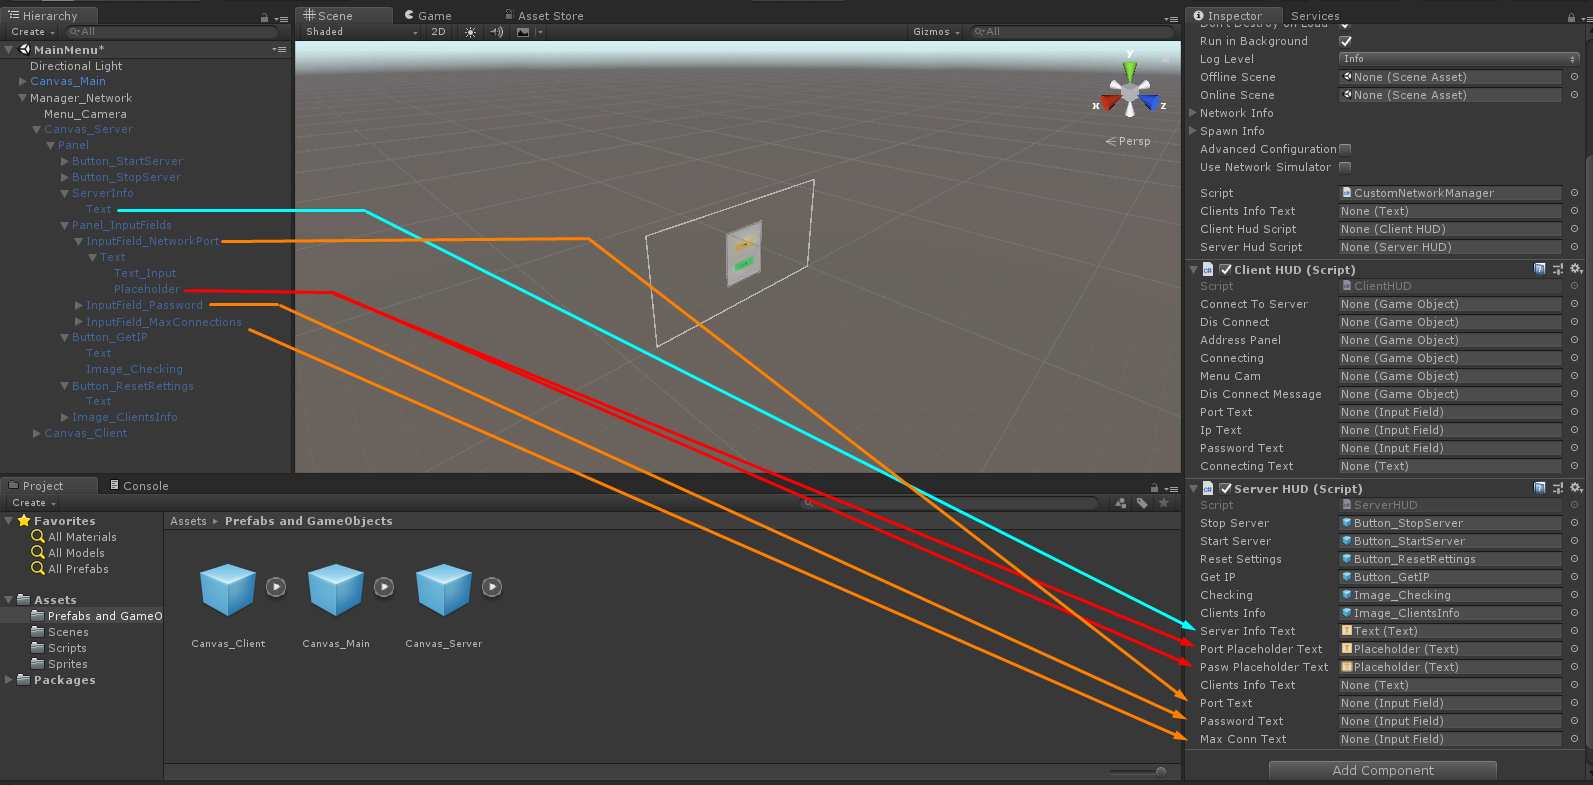 Hierarchy
Create
All
MainMenu*
Directional Light
Canvas_Main
Manager_Network
Menu_Camera
Canvas_Server
Panel
Button_StartServer
Button_StopServer
ServerInfo
Text
Panel_InputFields
InputField_NetworkPort
Text
Text_Input
Placeholder
InputField_Password
InputField_MaxConnections
Button_GetIP
Text
Image_Checking
Button_ResetRettings
Text
Image_ClientsInfo
Canvas_Client
Scene
Game
Asset Store
Shaded
2D
Gizmos
All
y
x
z
Persp
Project
Console
Create
Favorites
All Materials
All Models
All Prefabs
Assets
Prefabs and GameO
Scenes
Scripts
Sprites
Packages
Assets ▸ Prefabs and GameObjects
Canvas_Client
Canvas_Main
Canvas_Server
Inspector
Services
Don't Destroy on Load
Run in Background
Log Level Info
Offline Scene None (Scene Asset)
Online Scene None (Scene Asset)
Network Info
Spawn Info
Advanced Configuration
Use Network Simulator
Script CustomNetworkManager
Clients Info Text None (Text)
Client Hud Script None (Client HUD)
Server Hud Script None (Server HUD)
Client HUD (Script)
Script ClientHUD
Connect To Server None (Game Object)
Dis Connect None (Game Object)
Address Panel None (Game Object)
Connecting None (Game Object)
Menu Cam None (Game Object)
Dis Connect Message None (Game Object)
Port Text None (Input Field)
Ip Text None (Input Field)
Password Text None (Input Field)
Connecting Text None (Text)
Server HUD (Script)
Script ServerHUD
Stop Server Button_StopServer
Start Server Button_StartServer
Reset Settings Button_ResetRettings
Get IP Button_GetIP
Checking Image_Checking
Clients Info Image_ClientsInfo
Server Info Text Text (Text)
Port Placeholder Text Placeholder (Text)
Pasw Placeholder Text Placeholder (Text)
Clients Info Text None (Text)
Port Text None (Input Field)
Password Text None (Input Field)
Max Conn Text None (Input Field)
Add Component